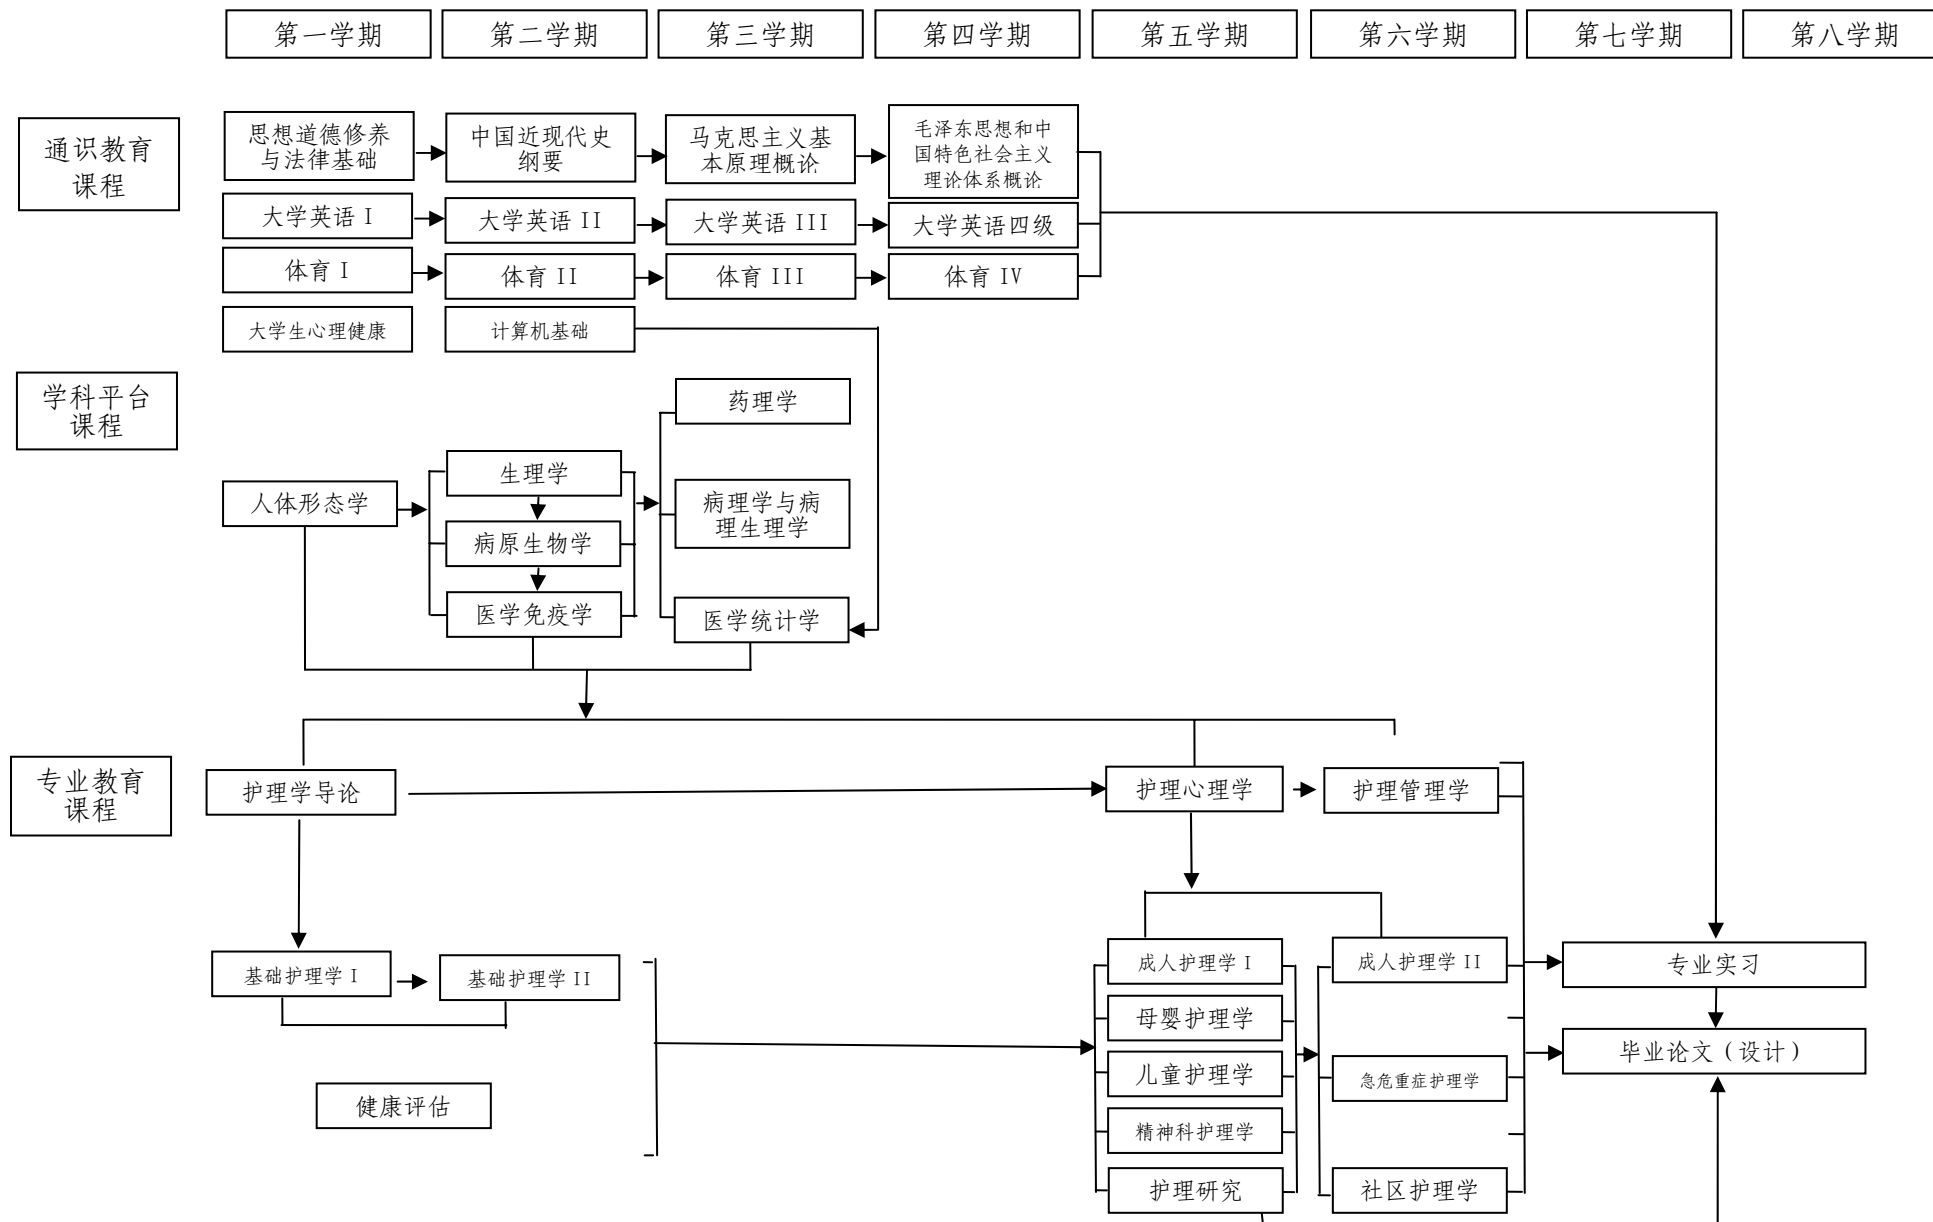 第一学期
第二学期
第三学期
第四学期
第五学期
第六学期
第七学期
第八学期
通识教育
课程
思想道德修养
与法律基础
中国近现代史
纲要
马克思主义基
本原理概论
毛泽东思想和中
国特色社会主义
理论体系概论
大学英语 I
大学英语 II
大学英语 III
大学英语四级
体育 I
体育 II
体育 III
体育 IV
大学生心理健康
计算机基础
学科平台
课程
药理学
人体形态学
生理学
病原生物学
医学免疫学
病理学与病
理生理学
医学统计学
专业教育
课程
护理学导论
护理心理学
护理管理学
基础护理学 I
基础护理学 II
健康评估
成人护理学 I
母婴护理学
儿童护理学
精神科护理学
护理研究
成人护理学 II
急危重症护理学
社区护理学
专业实习
毕业论文（设计）